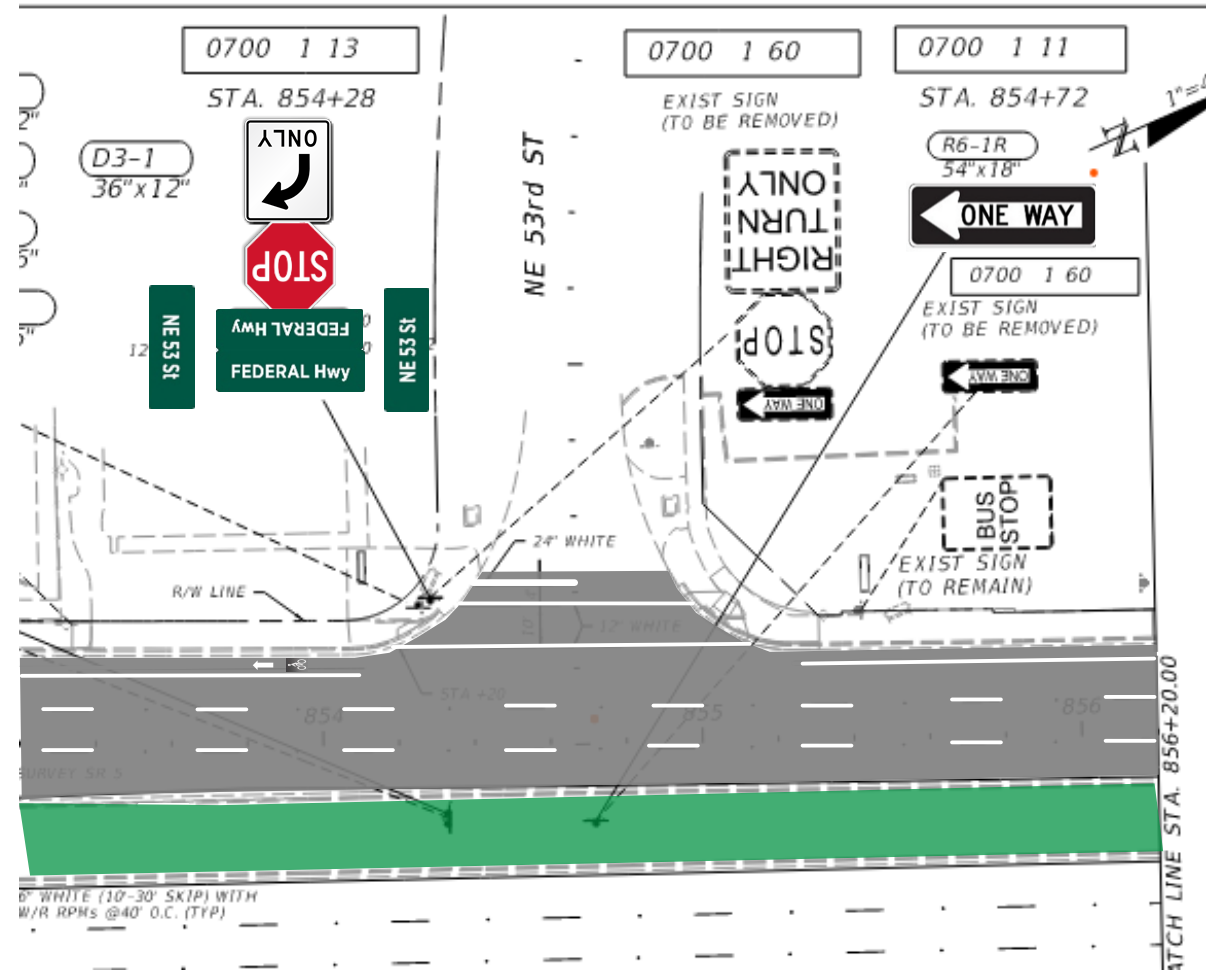 0700 1 13
STA. 854+28
ONLY
STOP
D3-1
36"x12"
NE 53 St
FEDERAL Hwy
FEDERAL Hwy
NE 53 St
NE 53rd ST
0700 1 60
EXIST SIGN
(TO BE REMOVED)
RIGHT
TURN
ONLY
STOP
ONE WAY
0700 1 11
STA. 854+72
R6-1R
54"x18"
ONE WAY
N
0700 1 60
EXIST SIGN
(TO BE REMOVED)
ONE WAY
BUS
STOP
EXIST SIGN
(TO REMAIN)
24" WHITE
R/W LINE
12" WHITE
STA +20
854
855
856
SURVEY SR 5
6" WHITE (10'-30' SKIP) WITH
W/R RPMs @40' O.C. (TYP)
ATCH LINE STA. 856+20.00